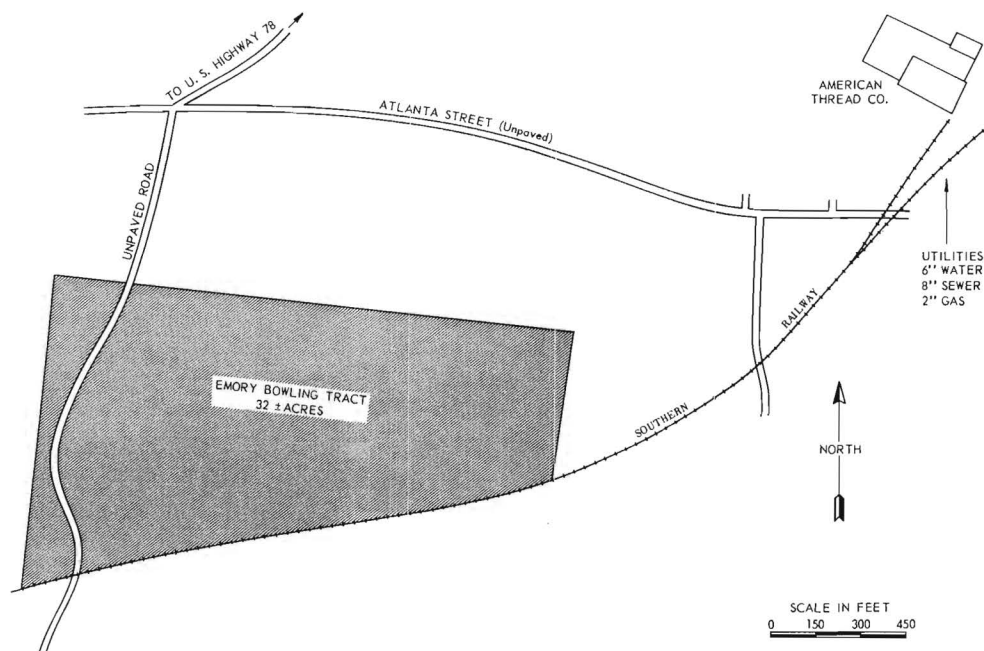 TO U. S. HIGHWAY 78
AMERICAN
THREAD CO.
ATLANTA STREET (Unpaved)
UNPAVED ROAD
UTILITIES
6" WATER
8" SEWER
2" GAS
RAILWAY
SOUTHERN
EMORY BOWLING TRACT
32 ± ACRES
NORTH
SCALE IN FEET
0 150 300 450